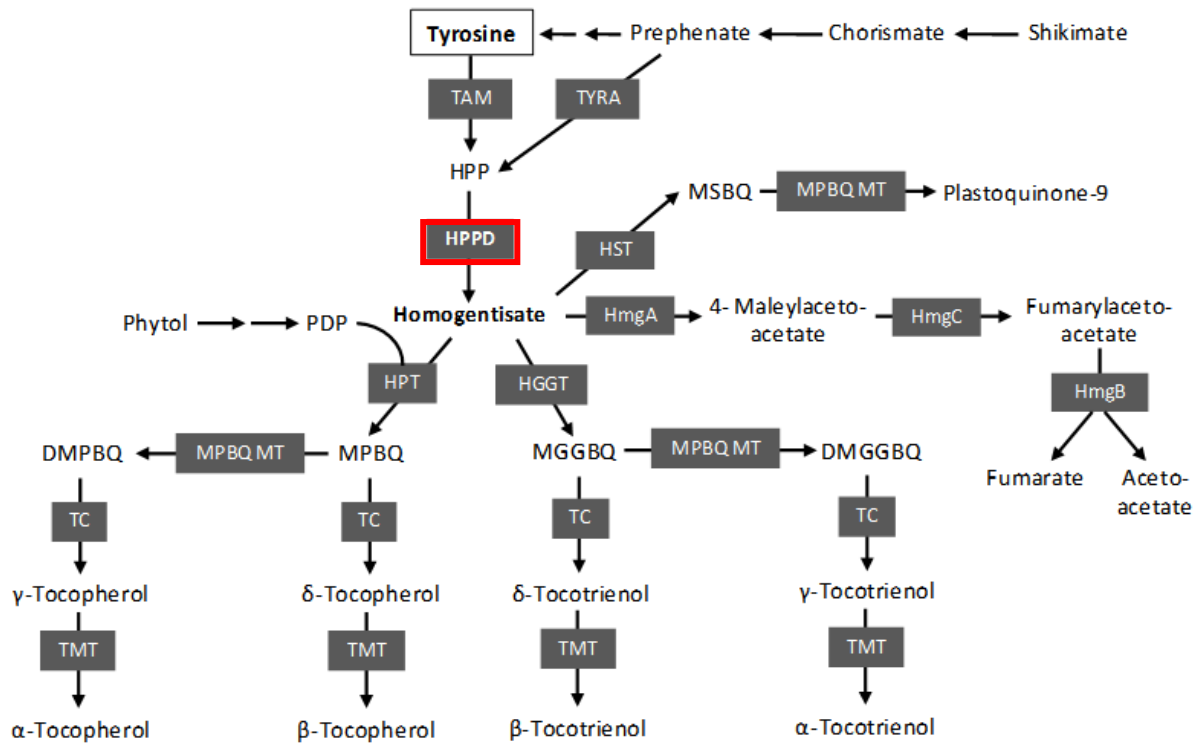 Tyrosine
Prephenate
Chorismate
Shikimate
TAM
TYRA
HPP
MSBQ
MPBQ MT
Plastoquinone-9
HPPD
HST
Homogentisate
HmgA
4- Maleylaceto-
acetate
HmgC
Fumarylaceto-
acetate
Phytol
PDP
HPT
HGGT
HmgB
DMPBQ
MPBQ MT
MPBQ
MGGBQ
MPBQ MT
DMGGBQ
Fumarate
Aceto-
acetate
TC
TC
TC
TC
γ-Tocopherol
δ-Tocopherol
δ-Tocotrienol
γ-Tocotrienol
TMT
TMT
TMT
TMT
α-Tocopherol
β-Tocopherol
β-Tocotrienol
α-Tocotrienol